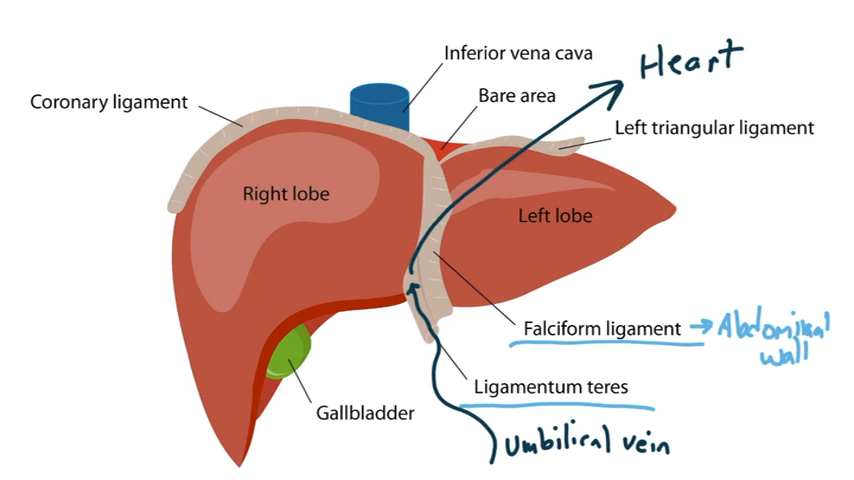 Inferior vena cava
Heart
Bare area
Coronary ligament
Left triangular ligament
Right lobe
Left lobe
Falciform ligament → Abdominal
wall
Ligamentum teres
Gallbladder
Umbilical vein